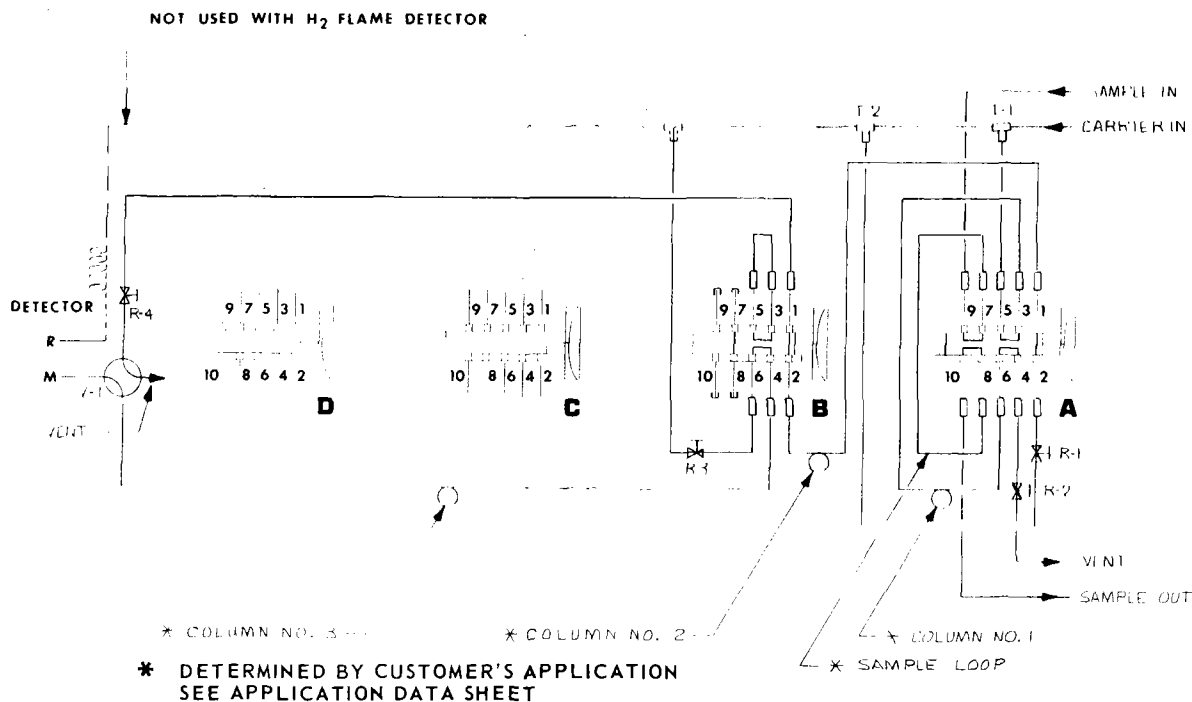 NOT USED WITH H2 FLAME DETECTOR
SAMPLE IN
T-2
T-1
CARRIER IN
9 7 5 3 1
9 7 5 3 1
9 7 5 3 1
9 7 5 3 1
DETECTOR
R-4
R
M
V-1
10 8 6 4 2
10 8 6 4 2
10 8 6 4 2
10 8 6 4 2
D
C
B
A
VENT
R3
R-1
R-2
VENT
SAMPLE OUT
* COLUMN NO. 3
* COLUMN NO. 2
* COLUMN NO. 1
* SAMPLE LOOP
* DETERMINED BY CUSTOMER'S APPLICATION
SEE APPLICATION DATA SHEET